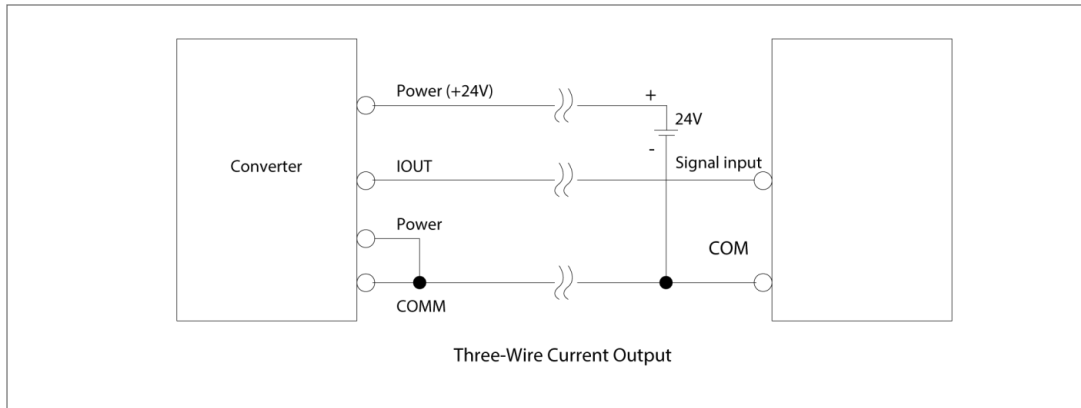 Power (+24V)
+
24V
-
Converter
IOUT
Signal input
Power
COM
COMM
Three-Wire Current Output